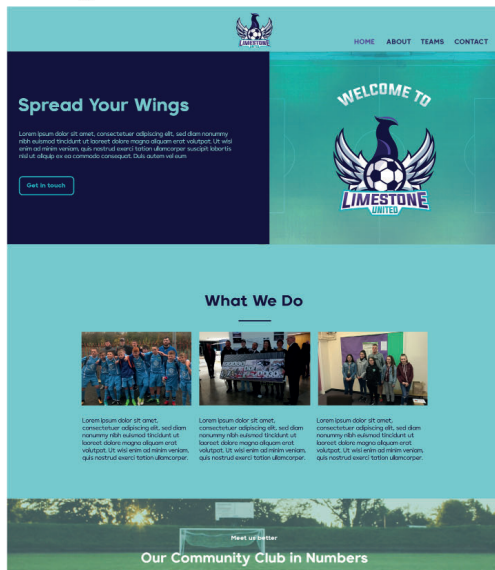 LIMESTONE
HOME ABOUT TEAMS CONTACT
Spread Your Wings
Lorem ipsum dolor sit amet, consectetuer adipiscing elit, sed diam nonummy
nibh euismod tincidunt ut laoreet dolore magna aliquam erat volutpat. Ut wisi
enim ad minim veniam, quis nostrud exerci tation ullamcorper suscipit lobortis
nisl ut aliquip ex ea commodo consequat. Duis autem vel eum
Get in touch
WELCOME TO
LIMESTONE
UNITED
What We Do
Lorem ipsum dolor sit amet,
consectetuer adipiscing elit, sed diam
nonummy nibh euismod tincidunt ut
laoreet dolore magna aliquam erat
volutpat. Ut wisi enim ad minim veniam,
quis nostrud exerci tation ullamcorper.
Lorem ipsum dolor sit amet,
consectetuer adipiscing elit, sed diam
nonummy nibh euismod tincidunt ut
laoreet dolore magna aliquam erat
volutpat. Ut wisi enim ad minim veniam,
quis nostrud exerci tation ullamcorper.
Lorem ipsum dolor sit amet,
consectetuer adipiscing elit, sed diam
nonummy nibh euismod tincidunt ut
laoreet dolore magna aliquam erat
volutpat. Ut wisi enim ad minim veniam,
quis nostrud exerci tation ullamcorper.
Meet us better
Our Community Club in Numbers